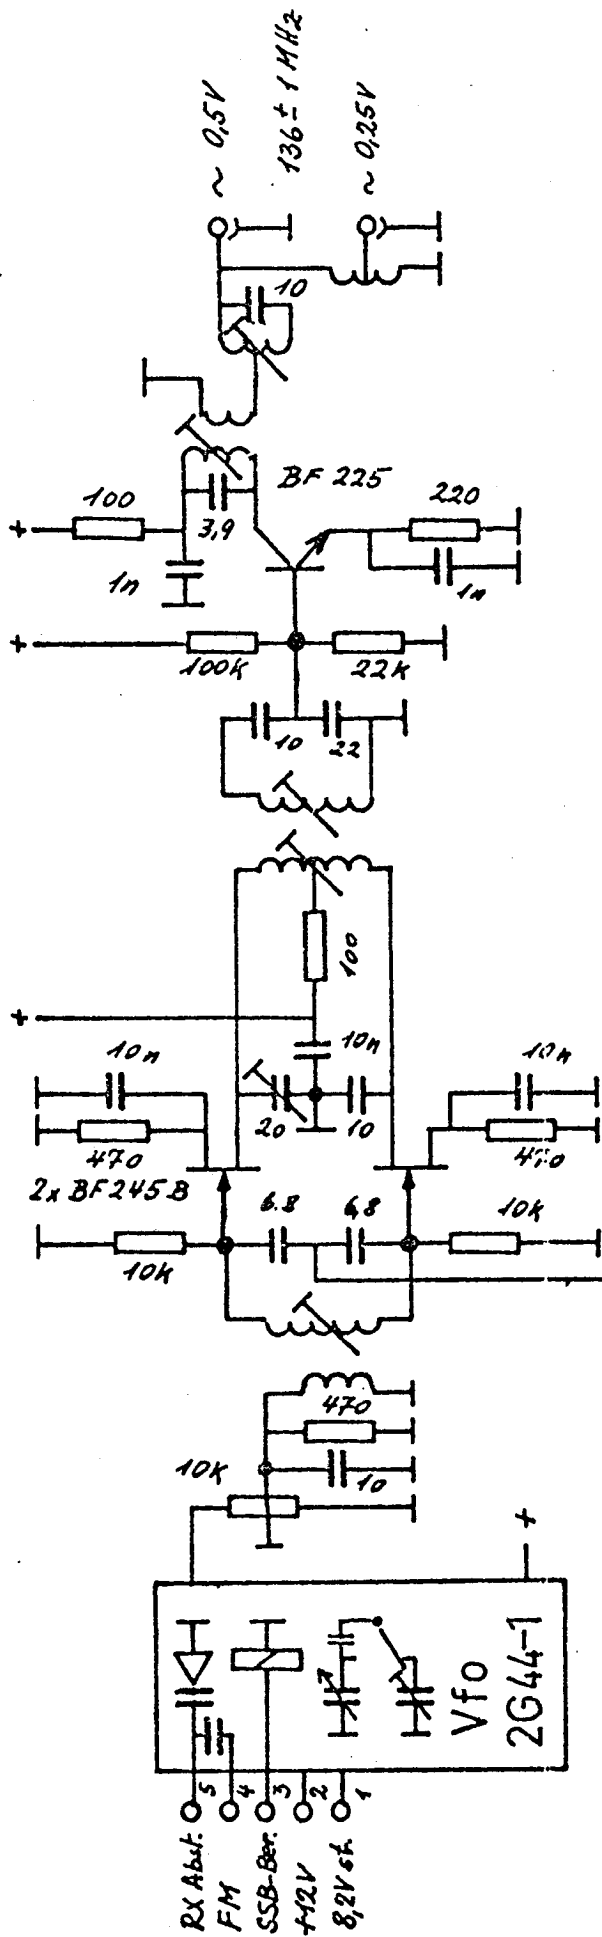 RX Abst.
5
FM
4
SSB-Ber.
3
+12V
2
8,2V st.
1
Vfo
2G44-1
+
10K
10
470
10K
2x BF 245 B
470
10n
6.8
6,8
10K
470
10n
20
10
10n
+
100
10
22
+
100K
22K
+
100
1n
3,9
BF 225
220
1n
10
~ 0,5V
136 ± 1 MHz
~ 0,25V